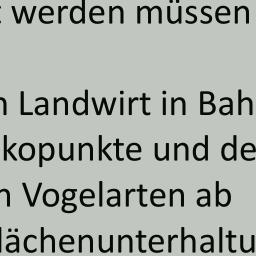 werden müssen
Landwirt in Bah
kopunkte und de
Vogelarten ab
lächenunterhaltu